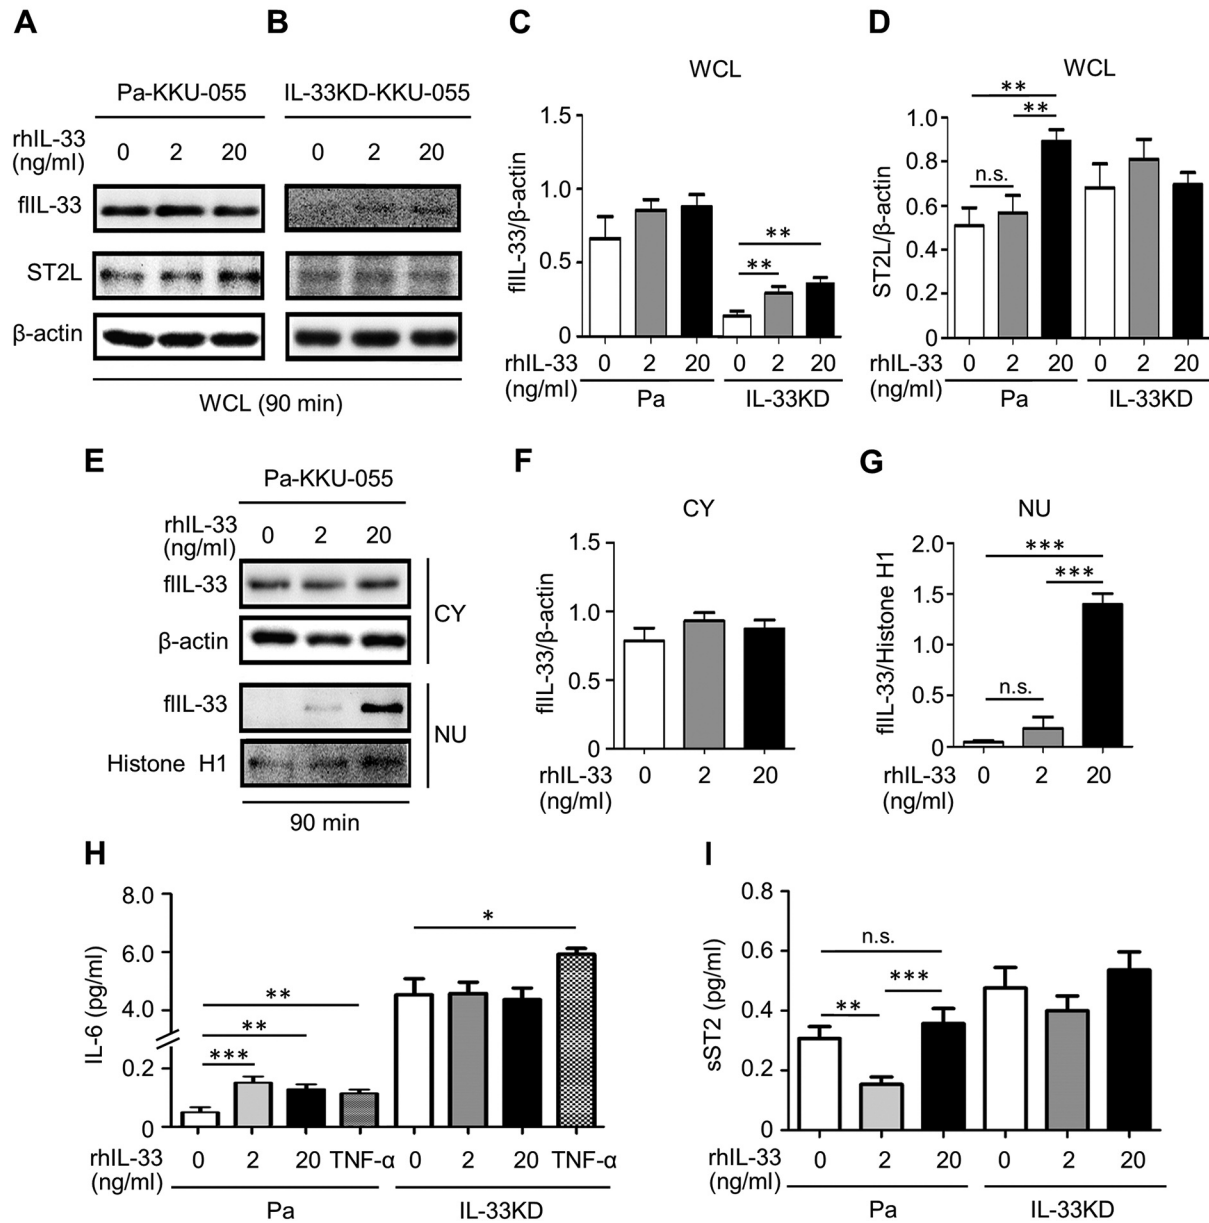 A
B
C
D
Pa-KKU-055
IL-33KD-KKU-055
rhIL-33
(ng/ml)
0 2 20 0 2 20
flIL-33
ST2L
β-actin
WCL (90 min)
WCL
flIL-33/β-actin
1.5
1.0
0.5
0
**
**
rhIL-33
(ng/ml)
0 2 20 0 2 20
Pa IL-33KD
WCL
ST2L/β-actin
1.0
0.8
0.6
0.4
0.2
0
**
**
n.s.
rhIL-33
(ng/ml)
0 2 20 0 2 20
Pa IL-33KD
E
Pa-KKU-055
rhIL-33
(ng/ml)
0 2 20
flIL-33
β-actin
CY
flIL-33
Histone H1
NU
90 min
F
CY
flIL-33/β-actin
1.5
1.0
0.5
0
rhIL-33
(ng/ml)
0 2 20
G
NU
flIL-33/Histone H1
2.0
1.5
1.0
0.5
0
***
***
n.s.
rhIL-33
(ng/ml)
0 2 20
H
IL-6 (pg/ml)
8.0
6.0
4.0
0.2
0
*
**
**
***
rhIL-33
(ng/ml)
0 2 20 TNF-α 0 2 20 TNF-α
Pa IL-33KD
I
sST2 (pg/ml)
0.8
0.6
0.4
0.2
0
n.s.
**
***
rhIL-33
(ng/ml)
0 2 20 0 2 20
Pa IL-33KD